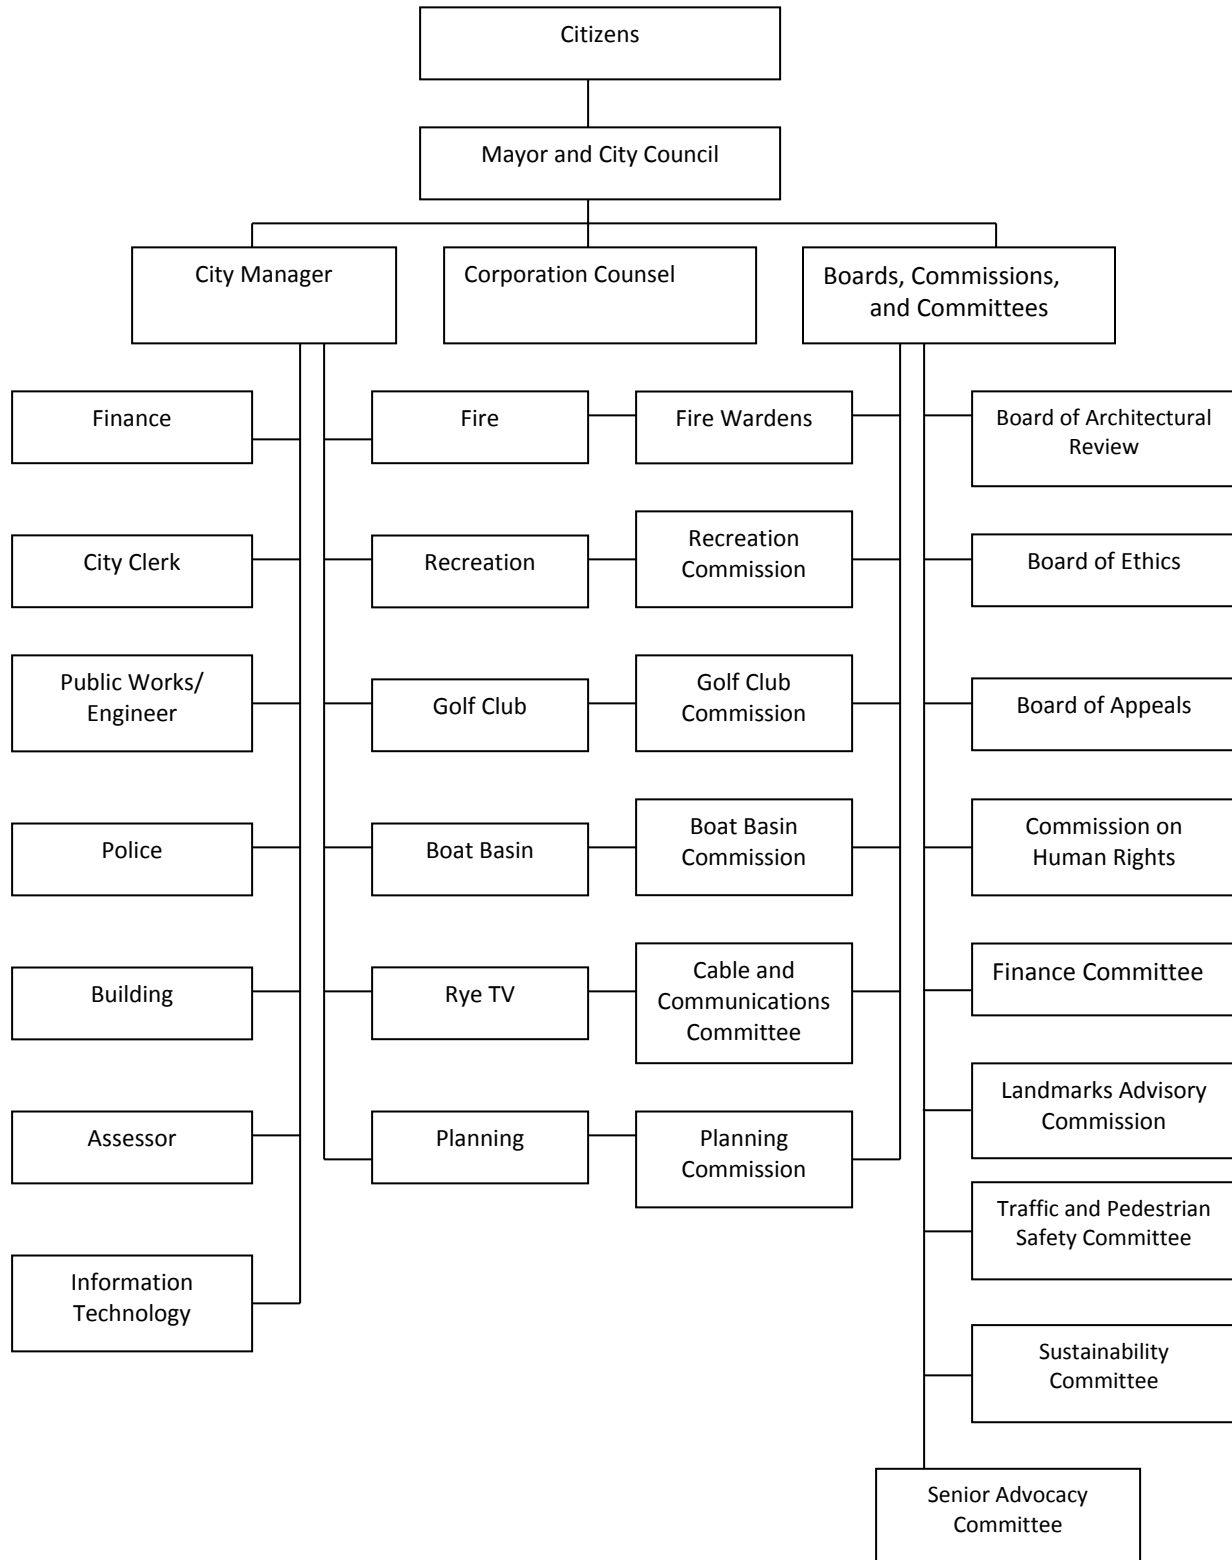 Citizens
Mayor and City Council
City Manager
Corporation Counsel
Boards, Commissions,
and Committees
Finance
Fire
Fire Wardens
Board of Architectural
Review
City Clerk
Recreation
Recreation
Commission
Board of Ethics
Public Works/
Engineer
Golf Club
Golf Club
Commission
Board of Appeals
Police
Boat Basin
Boat Basin
Commission
Commission on
Human Rights
Building
Rye TV
Cable and
Communications
Committee
Finance Committee
Assessor
Planning
Planning
Commission
Landmarks Advisory
Commission
Traffic and Pedestrian
Safety Committee
Information
Technology
Sustainability
Committee
Senior Advocacy
Committee